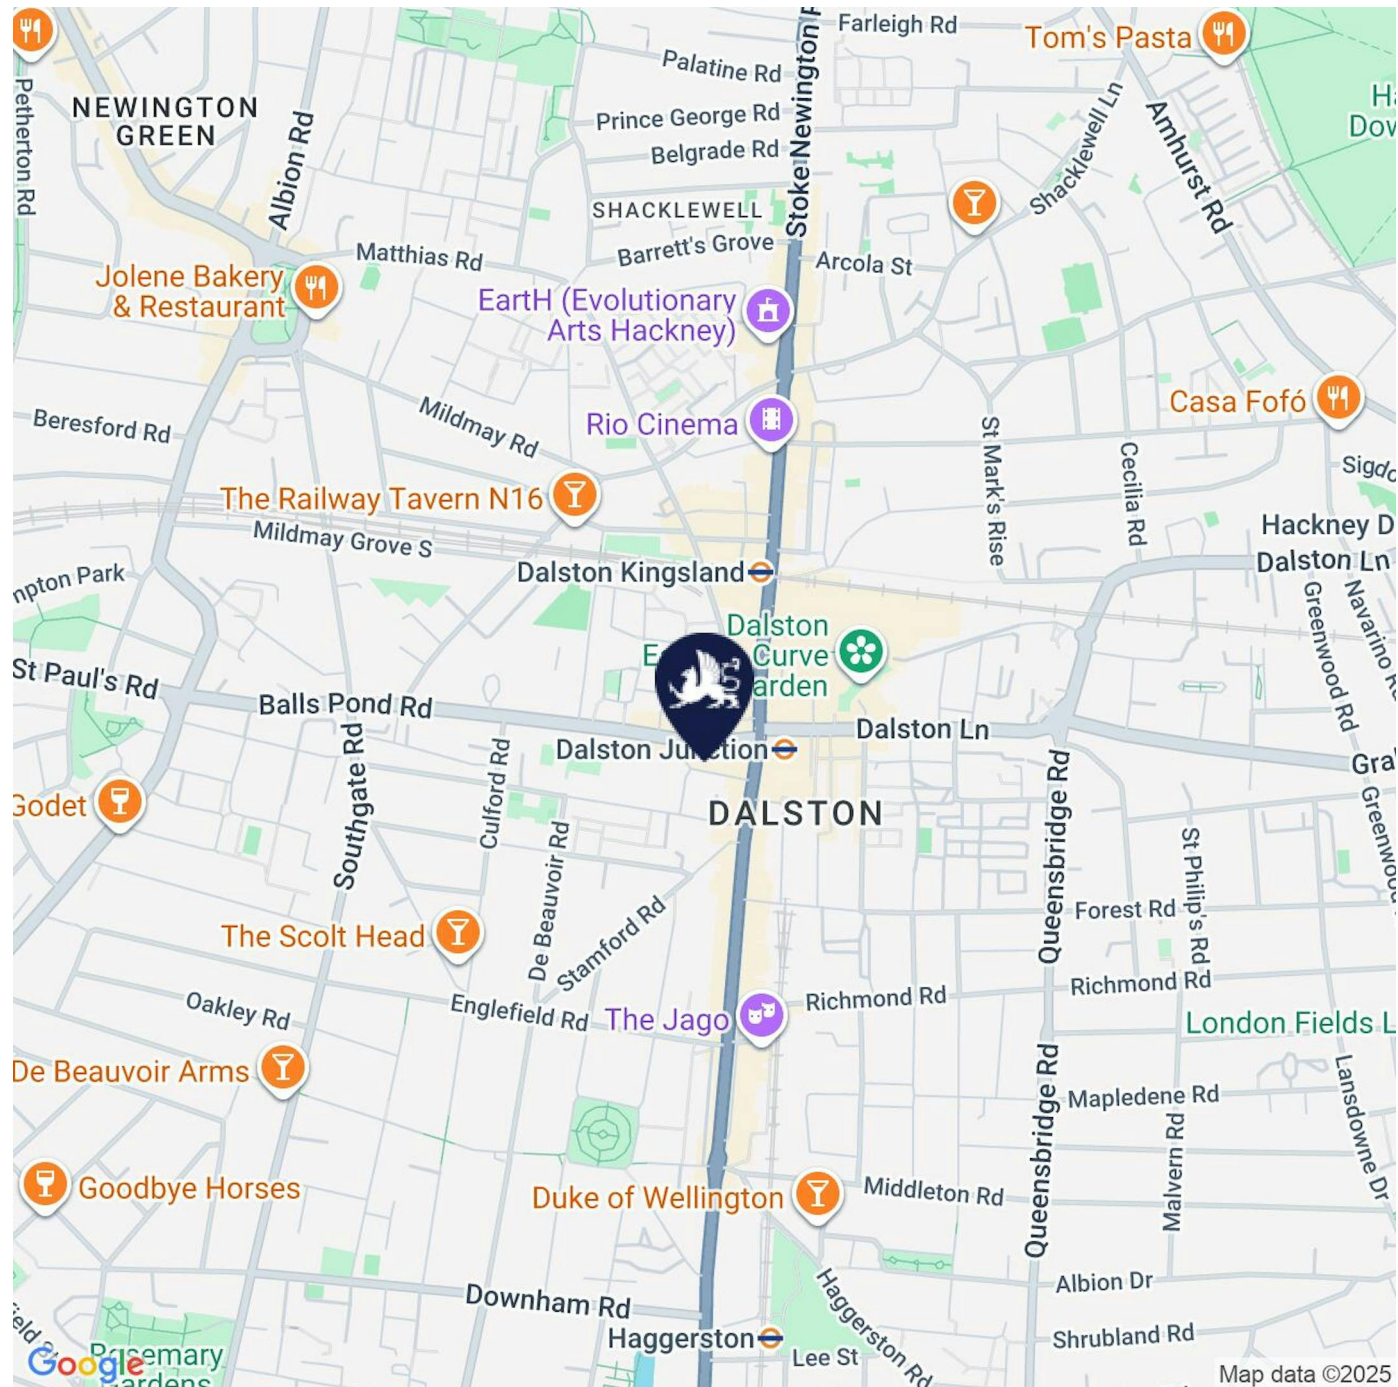 Farleigh Rd
Tom's Pasta
Palatine Rd
Stoke Newington
Petherton Rd
NEWINGTON
GREEN
Albion Rd
Prince George Rd
Belgrade Rd
Shacklewell Ln
Amhurst Rd
SHACKLEWELL
Barrett's Grove
Matthias Rd
Arcola St
Jolene Bakery
& Restaurant
EartH (Evolutionary
Arts Hackney)
Casa Fofó
Beresford Rd
Mildmay Rd
Rio Cinema
St Mark's Rise
Cecilia Rd
The Railway Tavern N16
Mildmay Grove S
Hackney D
Dalston Ln
Dalston Kingsland
Park
Greenwood Rd
Navarino
Dalston
Curve
St Paul's Rd
Balls Pond Rd
Dalston Ln
Dalston Junction
DALSTON
Southgate Rd
Culford Rd
Queensbridge Rd
Godet
De Beauvoir Rd
St Philip's Rd
Greenwood
The Scolt Head
Stamford Rd
Forest Rd
Oakley Rd
Englefield Rd
The Jago
Richmond Rd
Richmond Rd
London Fields L
De Beauvoir Arms
Queensbridge Rd
Mapledene Rd
Malvern Rd
Lansdowne Dr
Goodbye Horses
Duke of Wellington
Middleton Rd
Downham Rd
Haggerston Rd
Albion Dr
Haggerston
Lee St
Shrubland Rd
Google
Map data ©2025